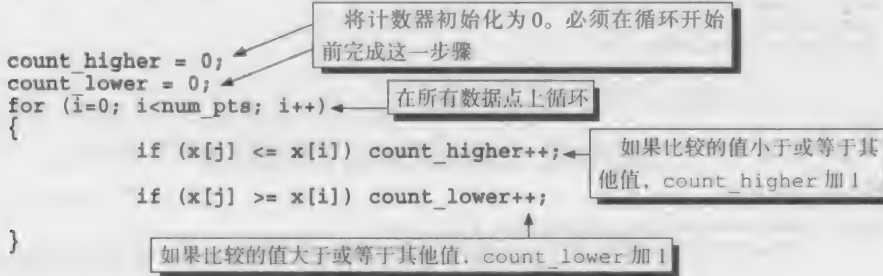 将计数器初始化为0。必须在循环开始
前完成这一步骤
count_higher = 0;
count_lower = 0;
for (i=0; i<num_pts; i++)
在所有数据点上循环
{
if (x[j] <= x[i]) count_higher++;
如果比较的值小于或等于其
他值，count_higher 加1
if (x[j] >= x[i]) count_lower++;
}
如果比较的值大于或等于其他值，count_lower 加1